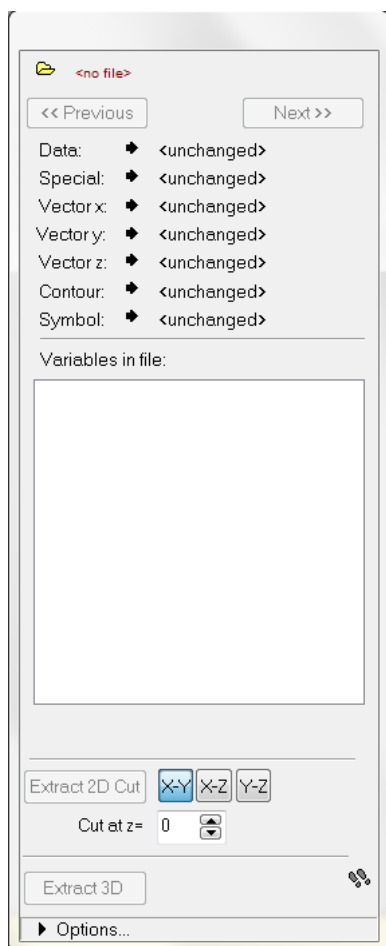 <no file>
<< Previous Next >>
Data: <unchanged>
Special: <unchanged>
Vector x: <unchanged>
Vector y: <unchanged>
Vector z: <unchanged>
Contour: <unchanged>
Symbol: <unchanged>
Variables in file:
Extract 2D Cut X-Y X-Z Y-Z
Cut at z= 0
Extract 3D
Options...